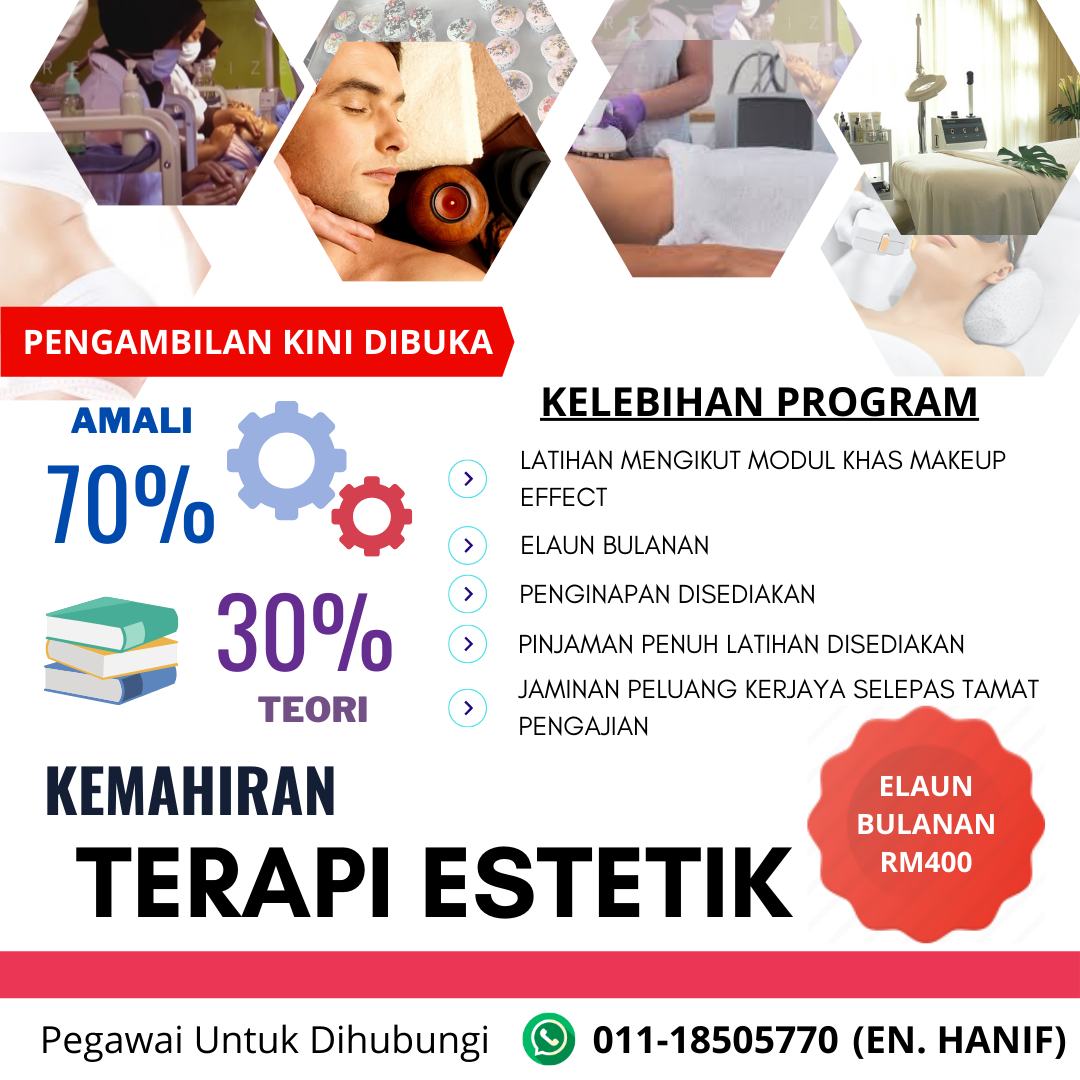 PENGAMBILAN KINI DIBUKA
AMALI
70%
30%
TEORI
KELEBIHAN PROGRAM
LATIHAN MENGIKUT MODUL KHAS MAKEUP
EFFECT
ELAUN BULANAN
PENGINAPAN DISEDIAKAN
PINJAMAN PENUH LATIHAN DISEDIAKAN
JAMINAN PELUANG KERJAYA SELEPAS TAMAT
PENGAJIAN
KEMAHIRAN
TERAPI ESTETIK
ELAUN
BULANAN
RM400
Pegawai Untuk Dihubungi
011-18505770 (EN. HANIF)